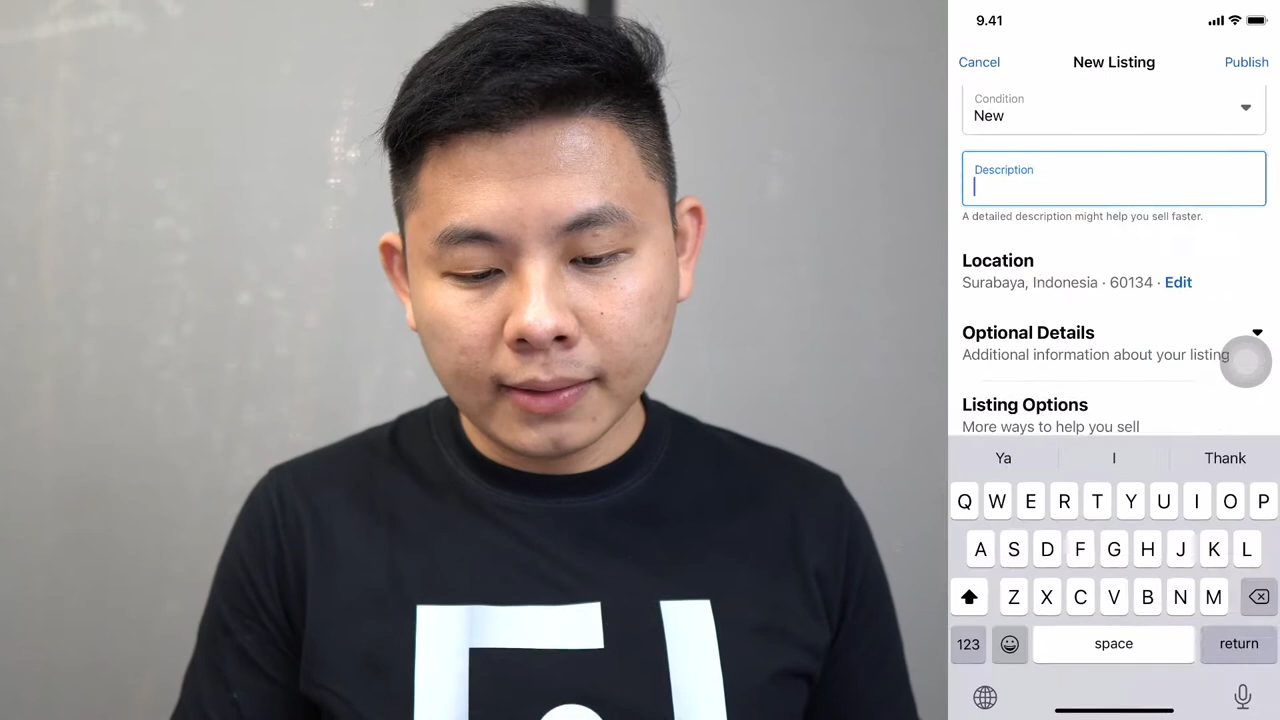 9.41
Cancel
New Listing
Publish
Condition
New
Description
A detailed description might help you sell faster.
Location
Surabaya, Indonesia · 60134 · Edit
Optional Details
Additional information about your listing
Listing Options
More ways to help you sell
Ya I Thank
Q W E R T Y U I O P
A S D F G H J K L
Z X C V B N M
123 space return